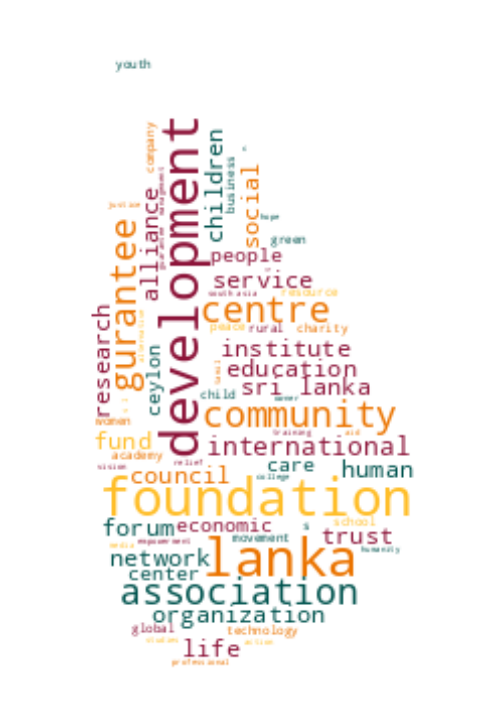 youth
company
development
children
business
justice
management
alliance
social
hope
gurantee
green
people
service
south asia
resource
centre
peace
rural
charity
research
ceylon
institute
education
tamil
sri lanka
child
women
community
fund
training
aid
international
academy
vision
relief
care
human
council
college
foundation
forum
economic
s
school
trust
movement
empowerment
media
humanity
network
lanka
center
association
organization
global
technology
studies
action
life
professional